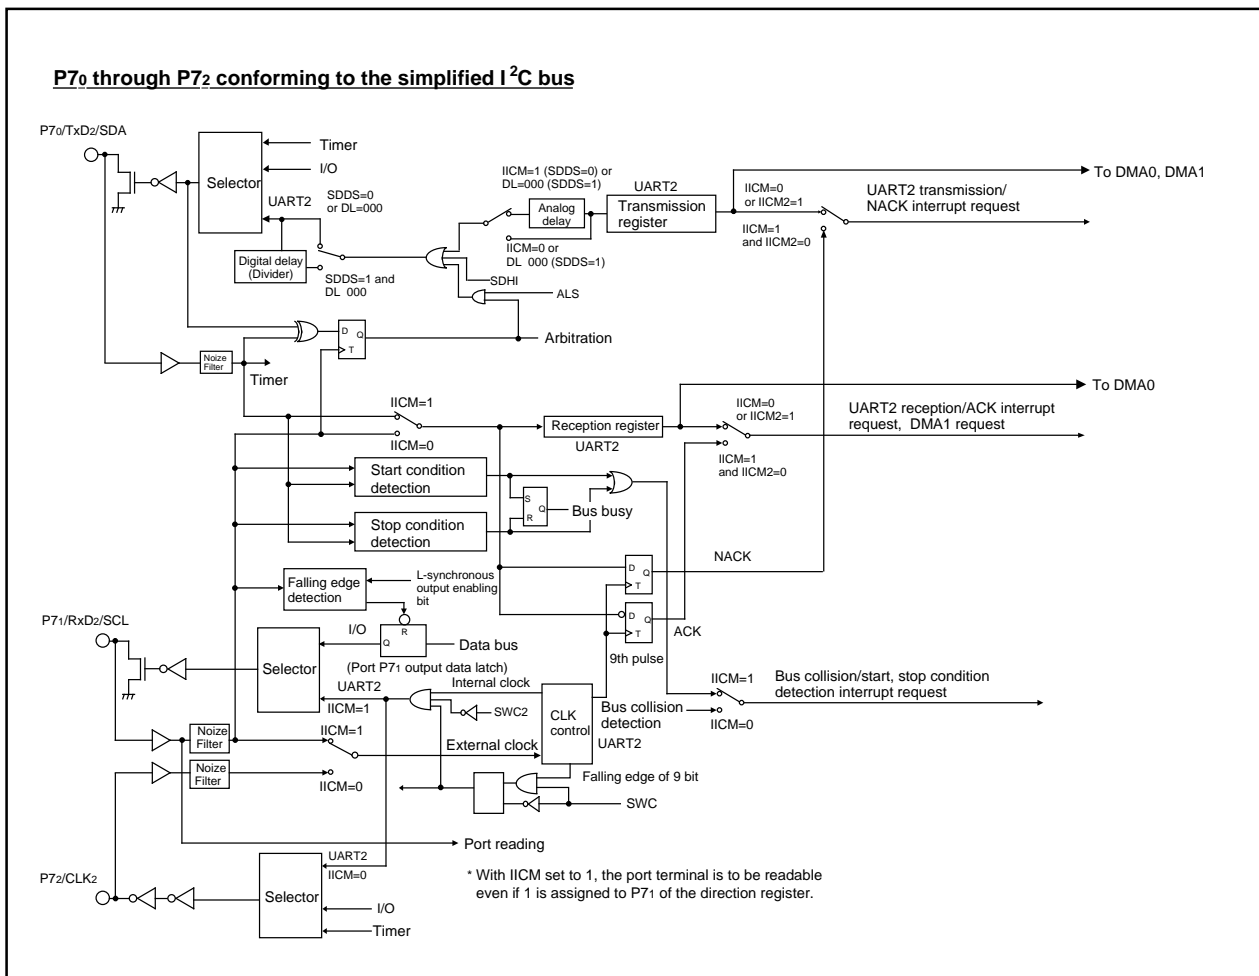 P70 through P72 conforming to the simplified I 2C bus
P70/TxD2/SDA
Timer
I/O
Selector
UART2
SDDS=0
or DL=000
Digital delay
(Divider)
SDDS=1 and
DL 000
IICM=1 (SDDS=0) or
DL=000 (SDDS=1)
Analog
delay
IICM=0 or
DL 000 (SDDS=1)
SDHI
ALS
UART2
Transmission
register
IICM=0
or IICM2=1
IICM=1
and IICM2=0
To DMA0, DMA1
UART2 transmission/
NACK interrupt request
D
Q
T
Arbitration
Noize
Filter
Timer
To DMA0
IICM=1
IICM=0
Reception register
UART2
IICM=0
or IICM2=1
IICM=1
and IICM2=0
UART2 reception/ACK interrupt
request, DMA1 request
Start condition
detection
S
Q
R
Bus busy
Stop condition
detection
NACK
D
Q
T
Falling edge
detection
L-synchronous
output enabling
bit
D
Q
T
ACK
9th pulse
P71/RxD2/SCL
I/O
R
Q
Data bus
(Port P71 output data latch)
Selector
UART2
IICM=1
Internal clock
SWC2
CLK
control
UART2
Bus collision
detection
IICM=1
IICM=0
Bus collision/start, stop condition
detection interrupt request
Noize
Filter
IICM=1
External clock
Noize
Filter
IICM=0
Falling edge of 9 bit
SWC
Port reading
P72/CLK2
UART2
IICM=0
Selector
I/O
Timer
* With IICM set to 1, the port terminal is to be readable
even if 1 is assigned to P71 of the direction register.